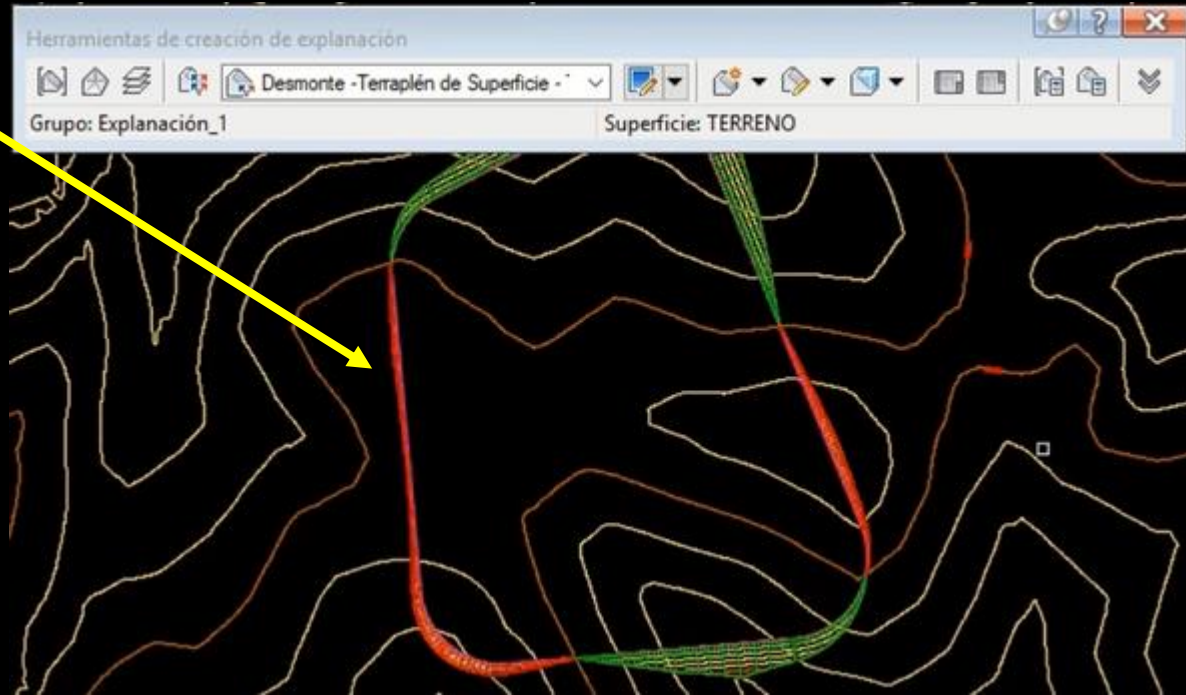 Herramientas de creación de explanación
Desmonte -Terraplén de Superficie -
Grupo: Explanación_1
Superficie: TERRENO